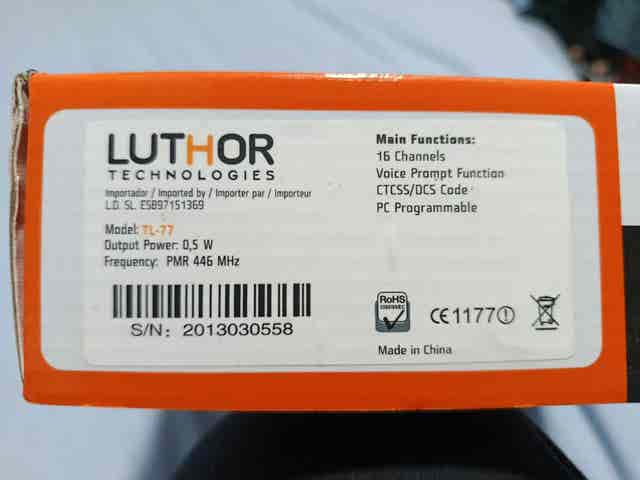 LUTHOR
TECHNOLOGIES
Importador / Imported by / Importer par / Importeur
L.D. SL. ESB97151369
Model: TL-77
Output Power: 0,5 W
Frequency: PMR 446 MHz
S/N: 2013030558
Main Functions:
16 Channels
Voice Prompt Function
CTCSS/DCS Code
PC Programmable
RoHS
COMPLIANT
CE1177
Made in China